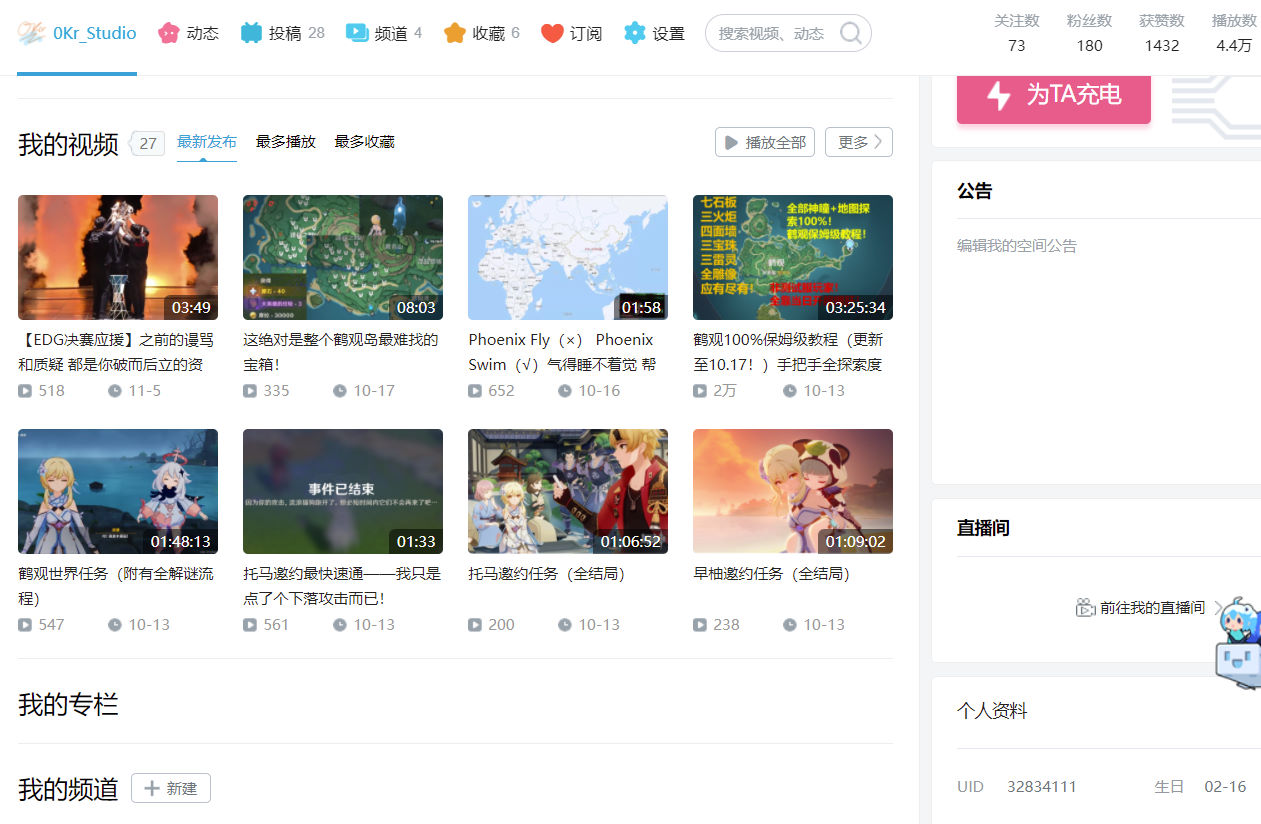 0Kr_Studio 动态 投稿 28 频道 4 收藏 6 订阅 设置 搜索视频、动态
关注数 粉丝数 获赞数 播放数
73 180 1432 4.4万
为TA充电
我的视频 27 最新发布 最多播放 最多收藏 播放全部 更多
03:49
【EDG决赛应援】之前的谩骂
和质疑 都是你破而后立的资
518 11-5
08:03
这绝对是整个鹤观岛最难找的
宝箱！
335 10-17
01:58
Phoenix Fly（×） Phoenix
Swim（√）气得睡不着觉 帮
652 10-16
七石板
三火炬
四面墙
三宝珠
三雷灵
全雕像
应有尽有！
全部神瞳+地图探
索100%！
鹤观保姆级教程！
鹤观
03:25:34
鹤观100%保姆级教程（更新
至10.17！）手把手全探索度
2万 10-13
01:48:13
鹤观世界任务（附有全解谜流
程）
547 10-13
事件已结束
01:33
托马邀约最快速通——我只是
点了个下落攻击而已！
561 10-13
01:06:52
托马邀约任务（全结局）
200 10-13
01:09:02
早柚邀约任务（全结局）
238 10-13
我的专栏
我的频道 新建
公告
编辑我的空间公告
直播间
前往我的直播间
个人资料
UID 32834111 生日 02-16